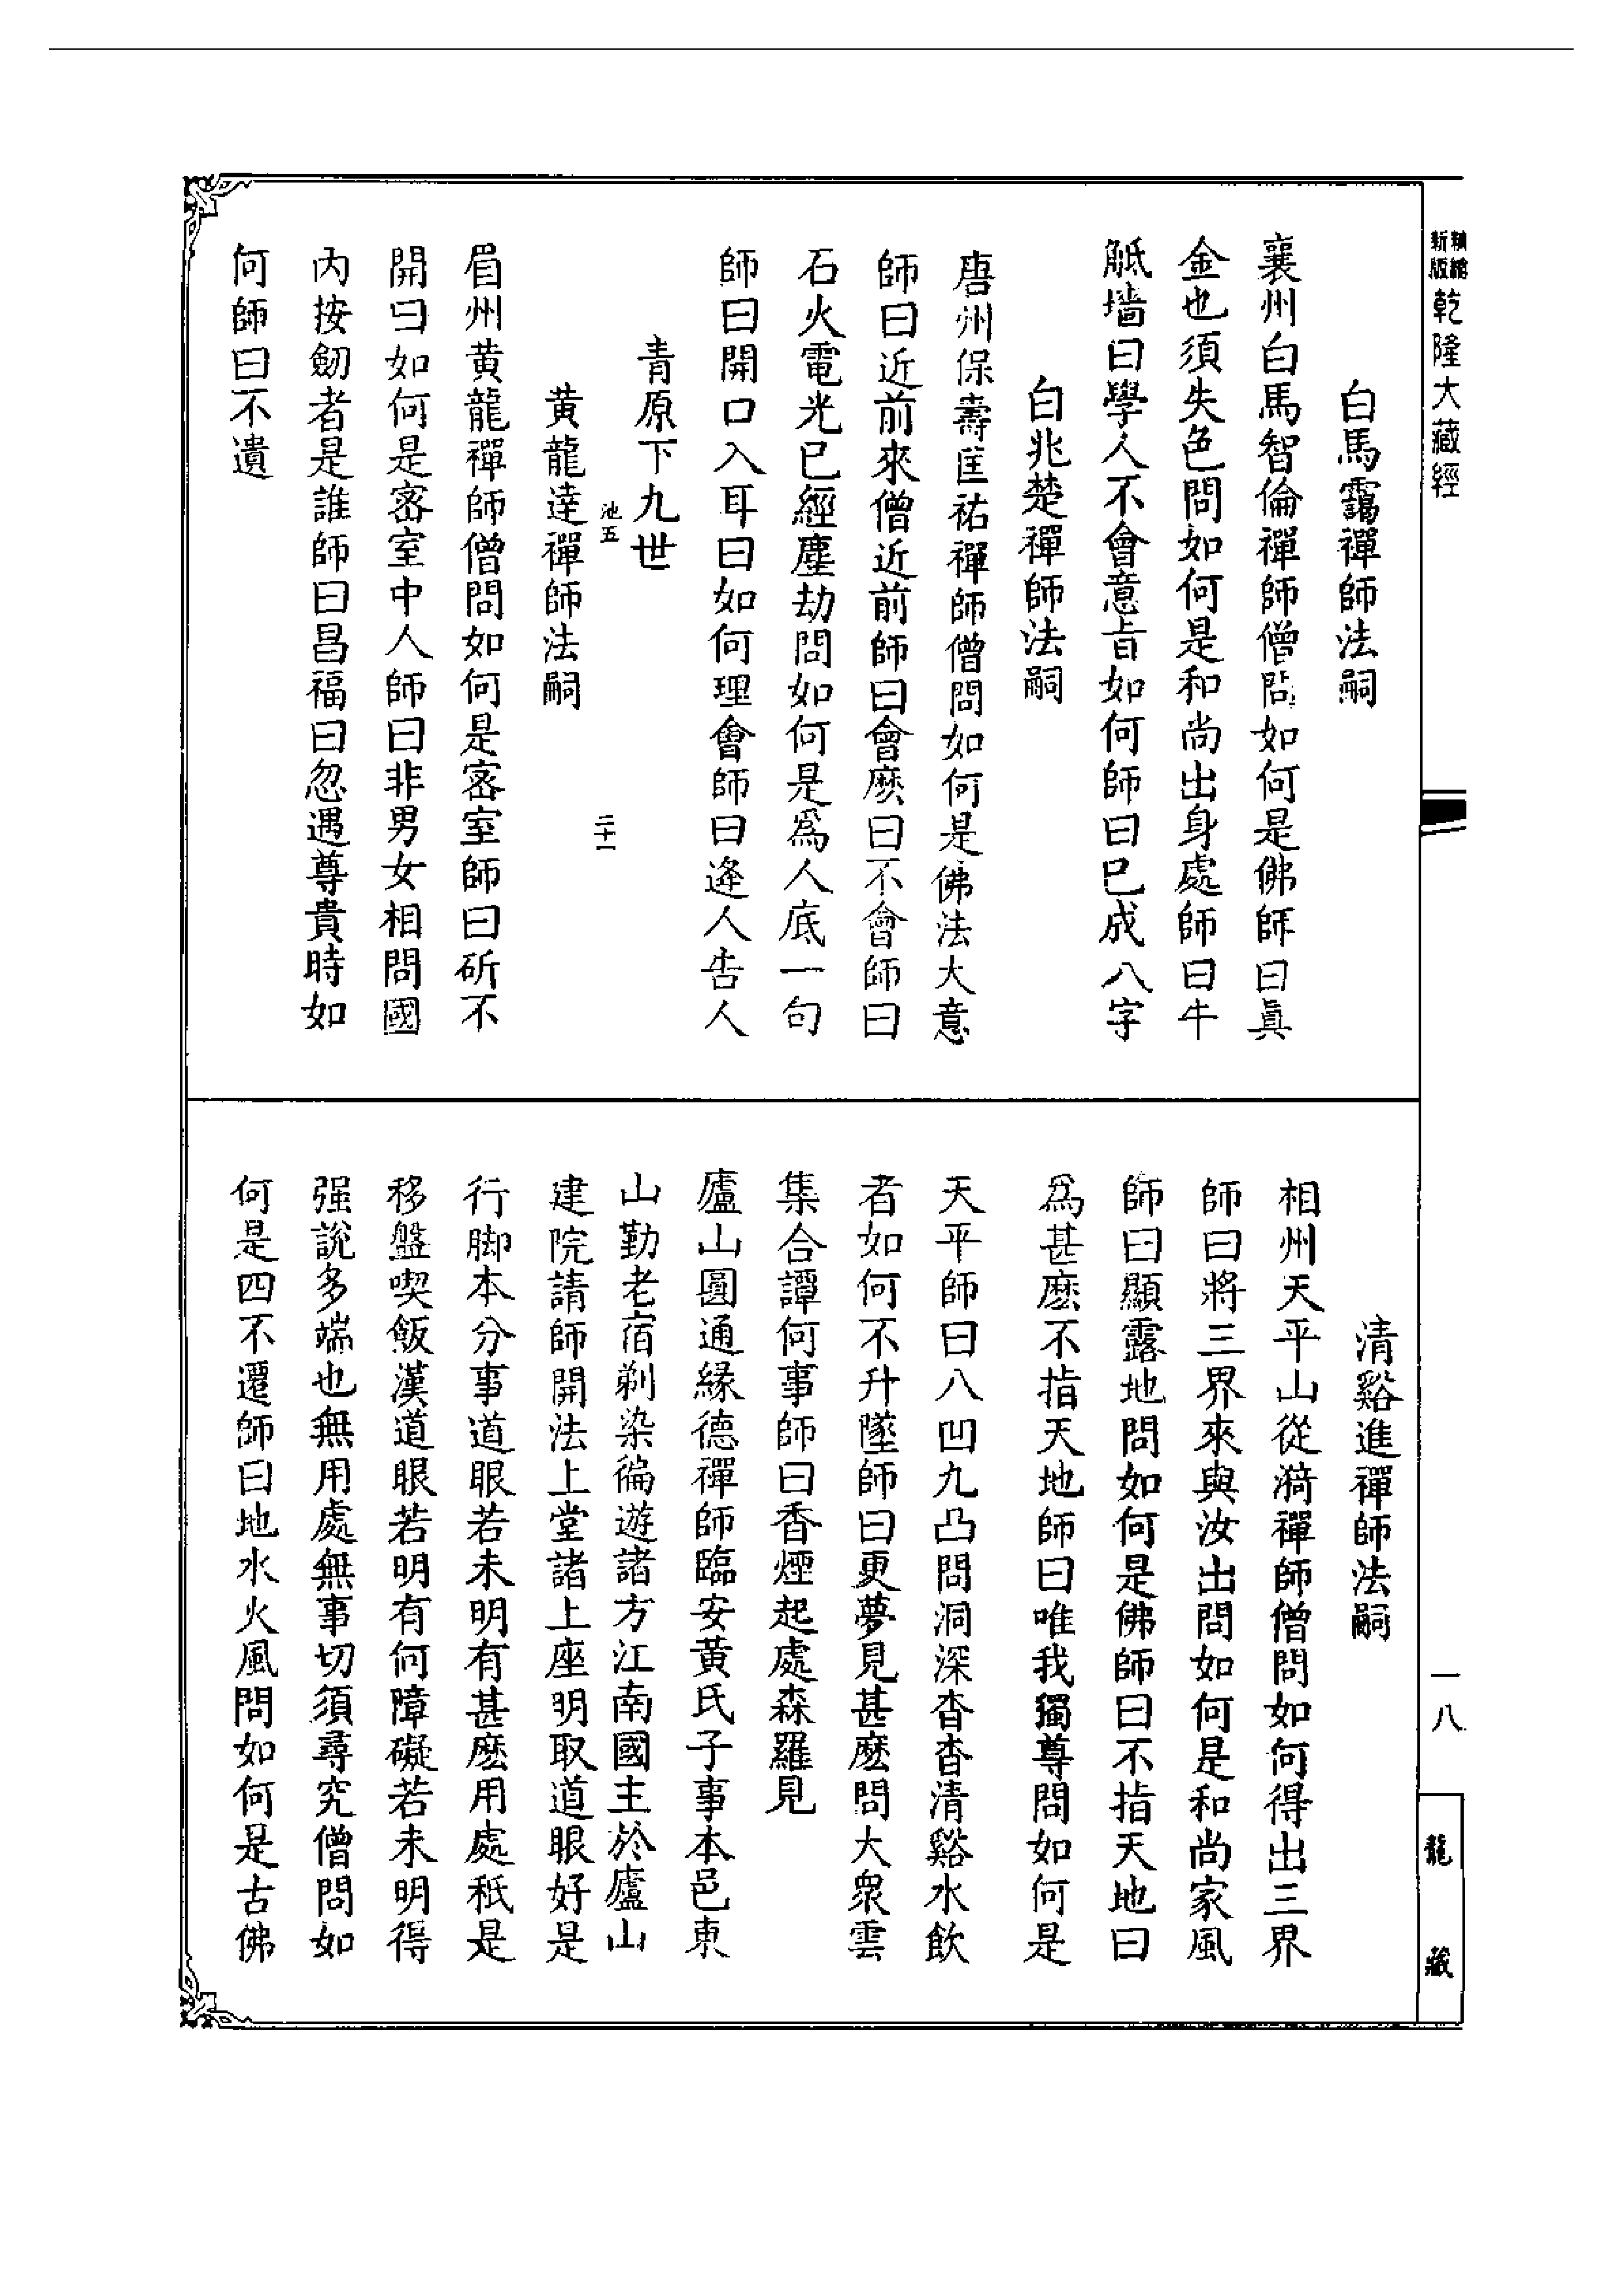 精縮
新版
乾隆大藏經
白馬靄禪師法嗣
襄州白馬智倫禪師僧問如何是佛師曰真
金也須失色問如何是和尚出身處師曰牛
觝墻曰學人不會意旨如何師曰已成八字
白兆楚禪師法嗣
唐州保壽匡祐禪師僧問如何是佛法大意
師曰近前來僧近前師曰會麽曰不會師曰
石火電光已經塵劫問如何是爲人底一句
師曰開口入耳曰如何理會師曰逢人告人
青原下九世
池五
二十一
黃龍達禪師法嗣
眉州黃龍禪師僧問如何是密室師曰斫不
開曰如何是密室中人師曰非男女相問國
內按劒者是誰師曰昌福曰忽遇尊貴時如
何師曰不遺
清谿進禪師法嗣
相州天平山從漪禪師僧問如何得出三界
師曰將三界來與汝出問如何是和尚家風
師曰顯露地問如何是佛師曰不指天地曰
爲甚麽不指天地師曰唯我獨尊問如何是
天平師曰八凹九凸問洞深杳杳清谿水飲
者如何不升墜師曰更夢見甚麽問大衆雲
集合譚何事師曰香煙起處森羅見
廬山圓通緣德禪師臨安黃氏子事本邑東
山勤老宿剃染徧遊諸方江南國主於廬山
建院請師開法上堂諸上座明取道眼好是
行脚本分事道眼若未明有甚麽用處秖是
移盤喫飯漢道眼若明有何障礙若未明得
强說多端也無用處無事切須尋究僧問如
何是四不遷師曰地水火風問如何是古佛
一八
龍藏